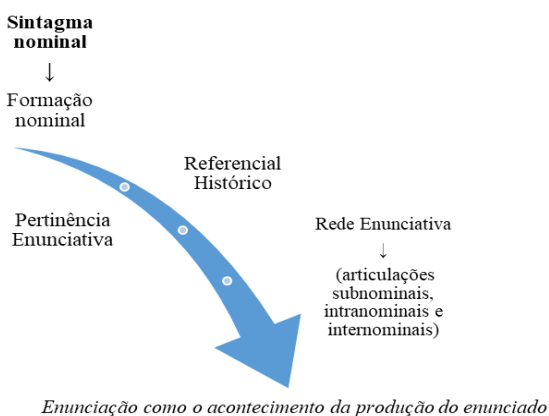 Sintagma
nominal
↓
Formação
nominal
Referencial
Histórico
Pertinência
Enunciativa
Rede Enunciativa
↓
(articulações
subnominais,
intranominais e
internominais)
Enunciação como o acontecimento da produção do enunciado